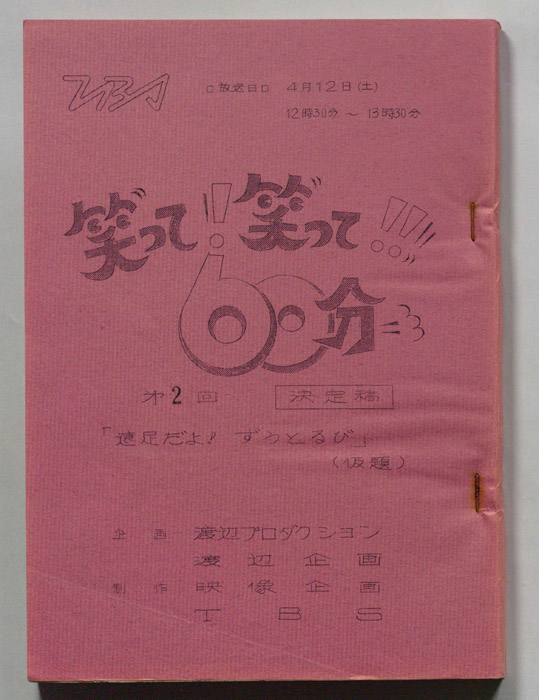 TBS
□放送日□ 4月12日(土)
12時30分 ~ 13時30分
笑って!笑って!!
60分
第2回 決定稿
「遠足だよ!! ずうとるび」
(仮題)
企画 渡辺プロダクション
渡辺企画
制作 映像企画
TBS